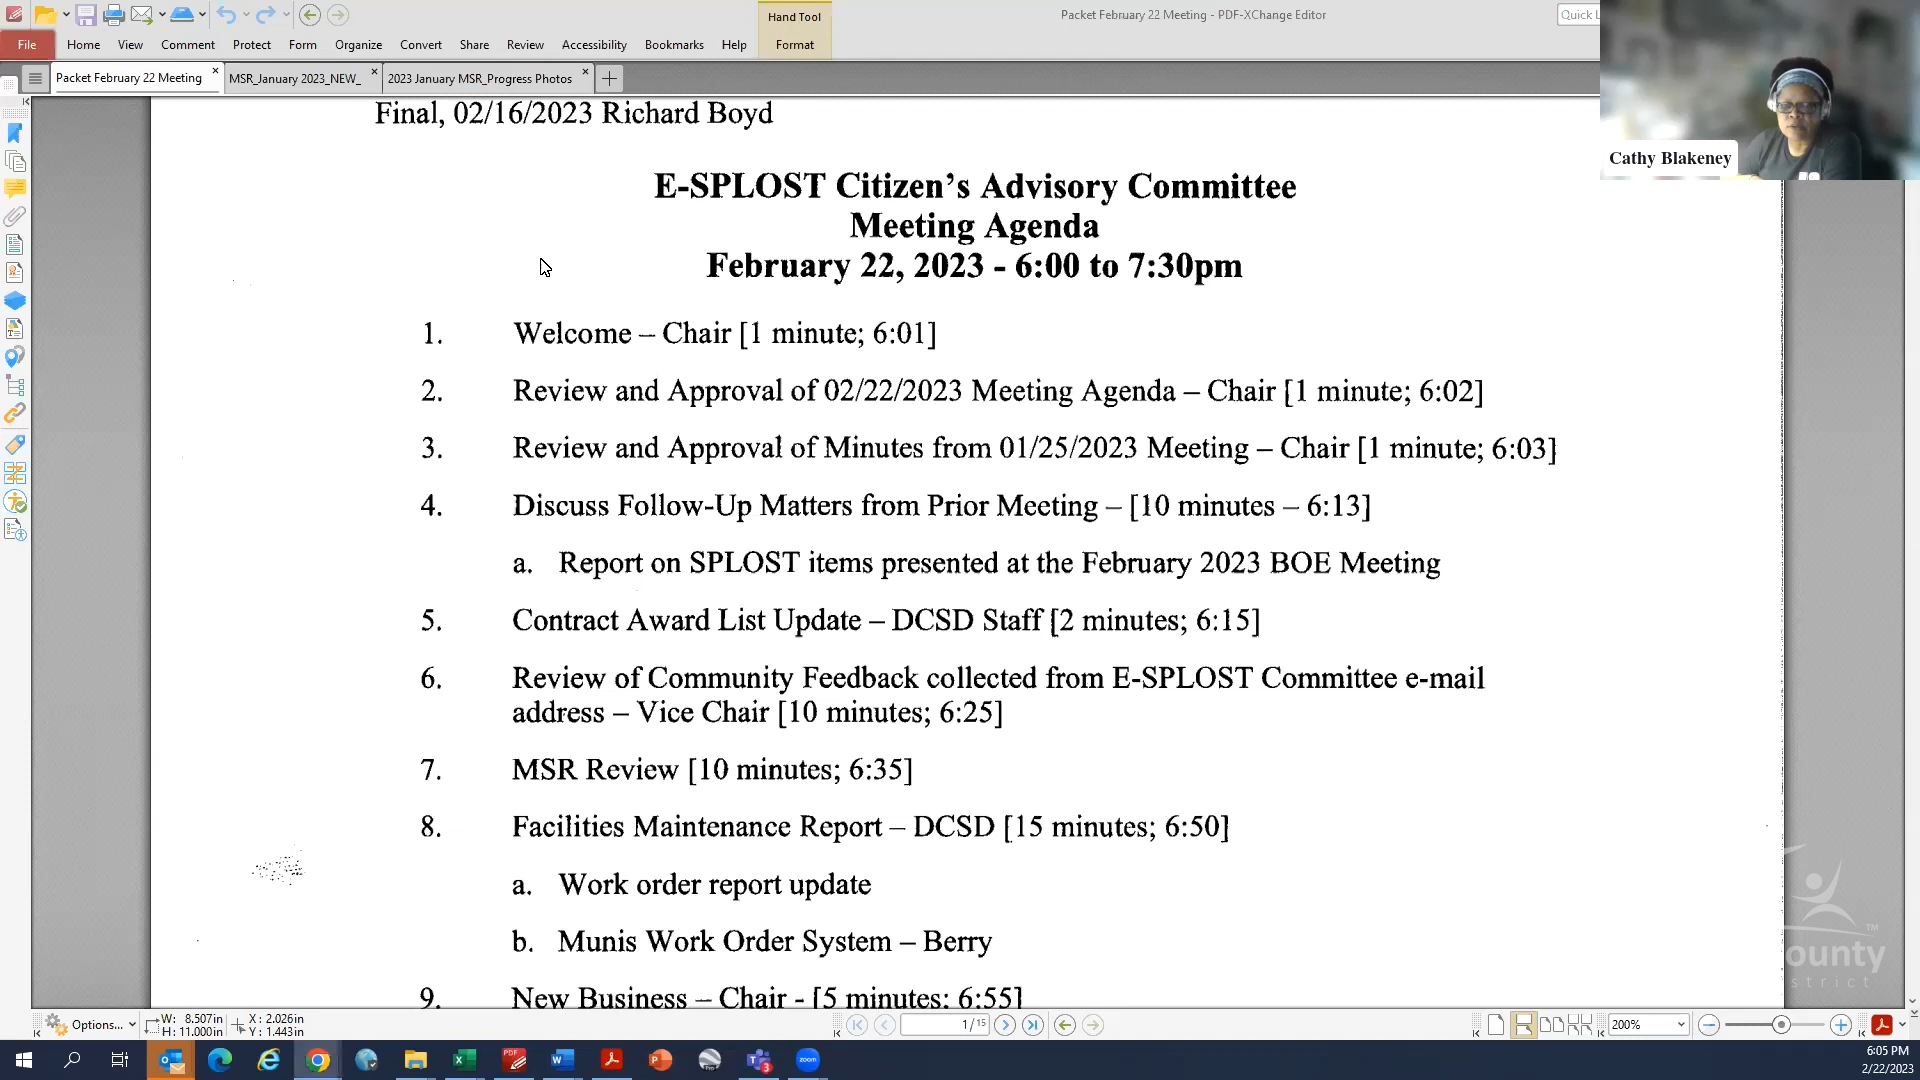 Hand Tool
Packet February 22 Meeting - PDF-XChange Editor
Quick L
File Home View Comment Protect Form Organize Convert Share Review Accessibility Bookmarks Help Format
Packet February 22 Meeting MSR_January 2023_NEW_ 2023 January MSR_Progress Photos
Cathy Blakeney
Final, 02/16/2023 Richard Boyd
E-SPLOST Citizen's Advisory Committee
Meeting Agenda
February 22, 2023 - 6:00 to 7:30pm
1. Welcome – Chair [1 minute; 6:01]
2. Review and Approval of 02/22/2023 Meeting Agenda – Chair [1 minute; 6:02]
3. Review and Approval of Minutes from 01/25/2023 Meeting – Chair [1 minute; 6:03]
4. Discuss Follow-Up Matters from Prior Meeting – [10 minutes – 6:13]
a. Report on SPLOST items presented at the February 2023 BOE Meeting
5. Contract Award List Update – DCSD Staff [2 minutes; 6:15]
6. Review of Community Feedback collected from E-SPLOST Committee e-mail
address – Vice Chair [10 minutes; 6:25]
7. MSR Review [10 minutes; 6:35]
8. Facilities Maintenance Report – DCSD [15 minutes; 6:50]
a. Work order report update
b. Munis Work Order System – Berry
9. New Business – Chair - [5 minutes; 6:55]
TM
ounty
strict
Options... W: 8.507in X: 2.026in
H: 11.000in Y: 1.443in
1/15
200%
6:05 PM
2/22/2023